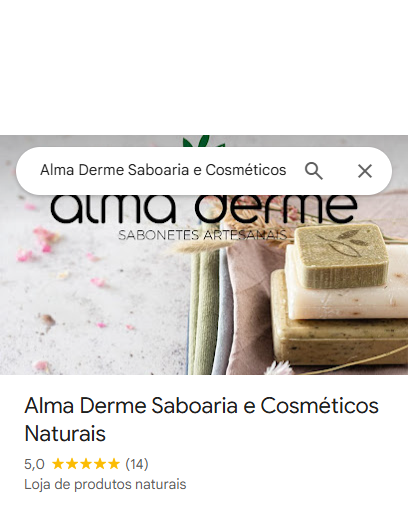 Alma Derme Saboaria e Cosméticos
alma derme
SABONETES ARTESANAIS
Alma Derme Saboaria e Cosméticos
Naturais
5,0 ★★★★★ (14)
Loja de produtos naturais